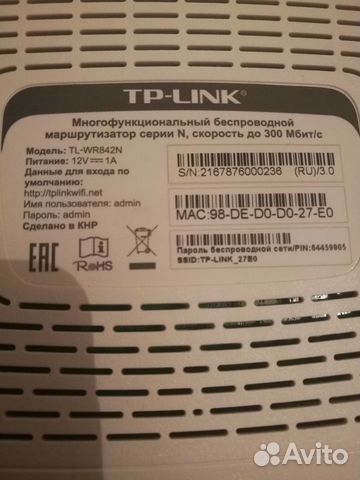 TP-LINK
Многофункциональный беспроводной
маршрутизатор серии N, скорость до 300 Мбит/с
Модель: TL-WR842N
Питание: 12V⎓1A
Данные для входа по
умолчанию:
http://tplinkwifi.net
Имя пользователя: admin
Пароль: admin
Сделано в КНР
S/N:2167876000236 (RU)/3.0
MAC:98-DE-D0-D0-27-E0
Пароль беспроводной сети/PIN:64459905
SSID:TP-LINK_27E0
EAC
RoHS
Avito